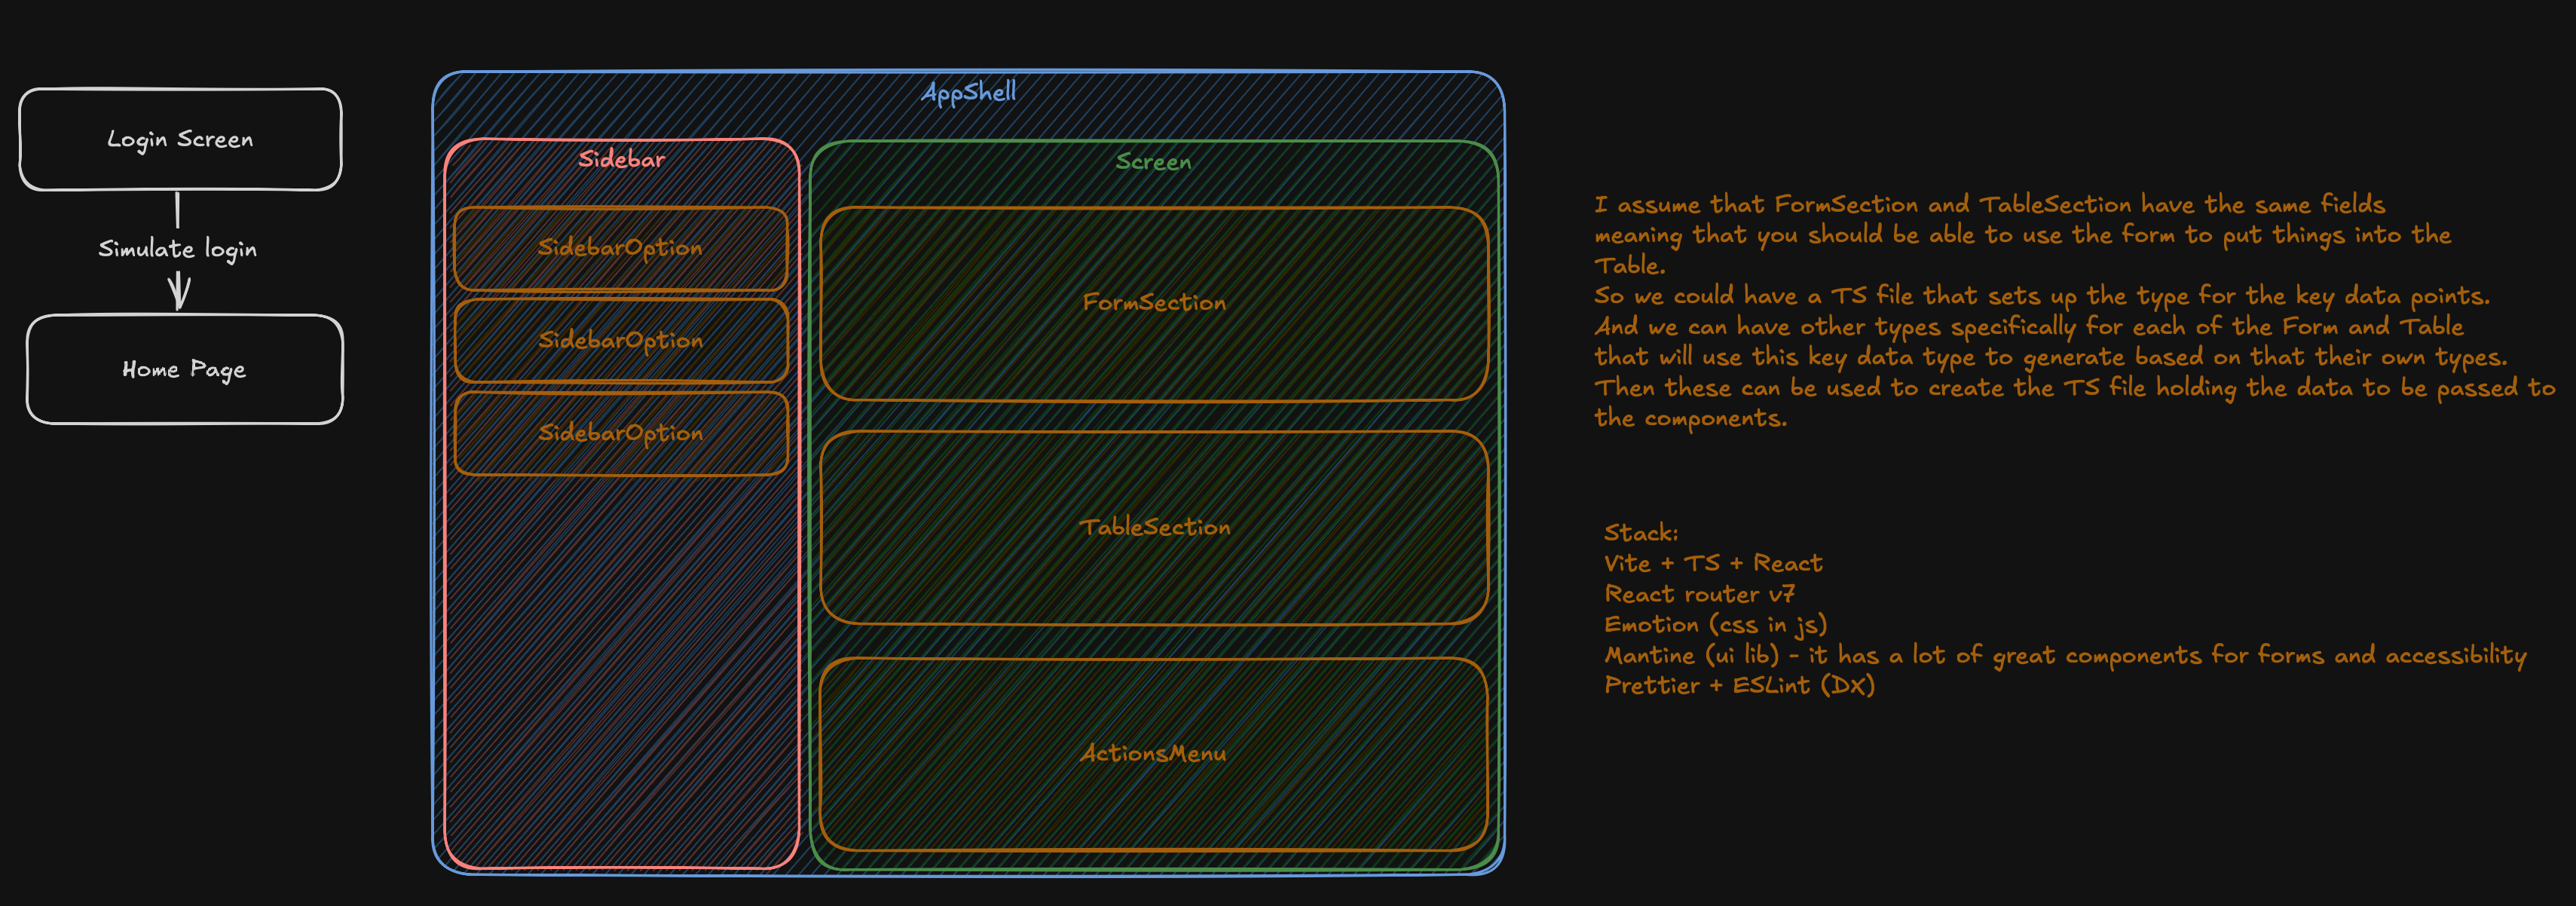 Login Screen
Simulate login
Home Page
AppShell
Sidebar
SidebarOption
SidebarOption
SidebarOption
Screen
FormSection
TableSection
ActionsMenu
I assume that FormSection and TableSection have the same fields
meaning that you should be able to use the form to put things into the
Table.
So we could have a TS file that sets up the type for the key data points.
And we can have other types specifically for each of the Form and Table
that will use this key data type to generate based on that their own types.
Then these can be used to create the TS file holding the data to be passed to
the components.
Stack:
Vite + TS + React
React router v7
Emotion (css in js)
Mantine (ui lib) - it has a lot of great components for forms and accessibility
Prettier + ESLint (DX)